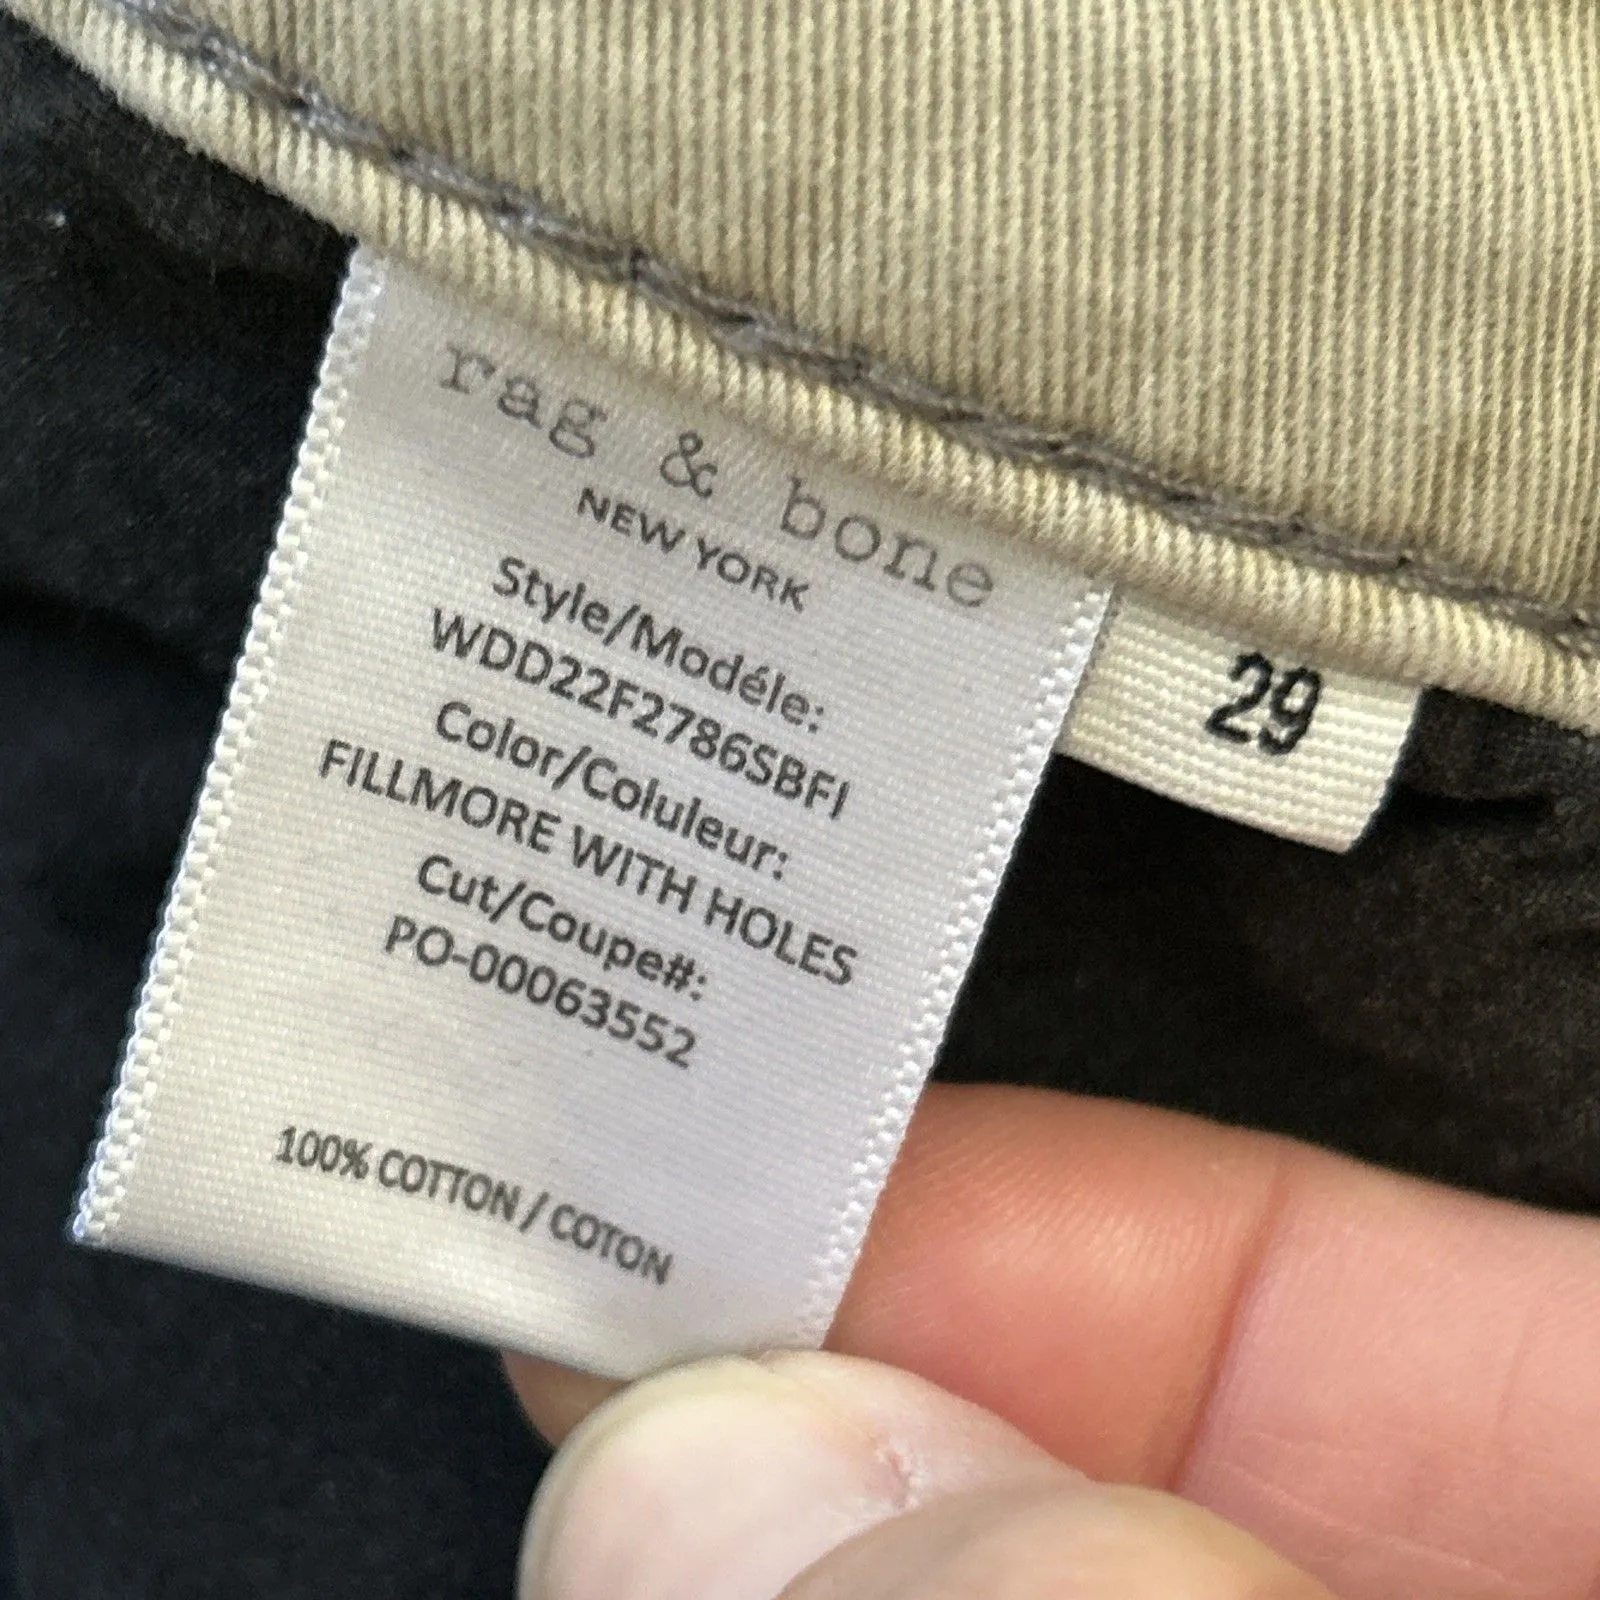 rag & bone
NEW YORK
Style/Modéle:
WDD22F2786SBFI
Color/Coluleur:
FILLMORE WITH HOLES
Cut/Coupe#:
PO-00063552
100% COTTON / COTON
29